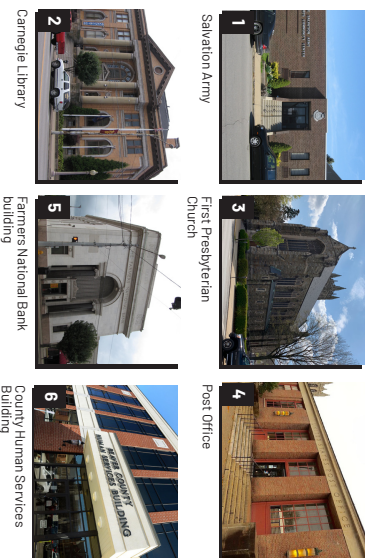 1
Salvation Army
3
First Presbyterian
Church
4
Post Office
2
Carnegie Library
5
Farmers National Bank
building
6
BEAVER COUNTY
HUMAN SERVICES BUILDING
County Human Services
Building